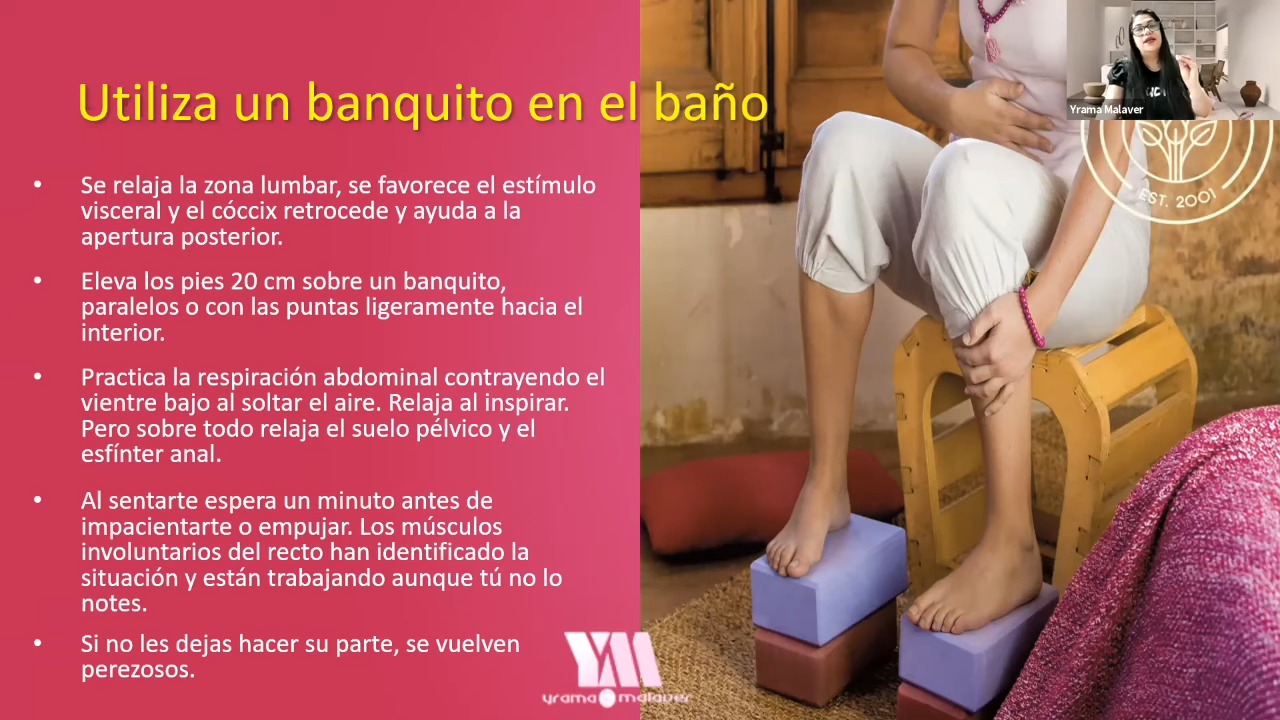 Utiliza un banquito en el baño
Yrama Malaver
EST. 2001
• Se relaja la zona lumbar, se favorece el estímulo
visceral y el cóccix retrocede y ayuda a la
apertura posterior.
• Eleva los pies 20 cm sobre un banquito,
paralelos o con las puntas ligeramente hacia el
interior.
• Practica la respiración abdominal contrayendo el
vientre bajo al soltar el aire. Relaja al inspirar.
Pero sobre todo relaja el suelo pélvico y el
esfínter anal.
• Al sentarte espera un minuto antes de
impacientarte o empujar. Los músculos
involuntarios del recto han identificado la
situación y están trabajando aunque tú no lo
notes.
• Si no les dejas hacer su parte, se vuelven
perezosos.
YM
yrama malaver